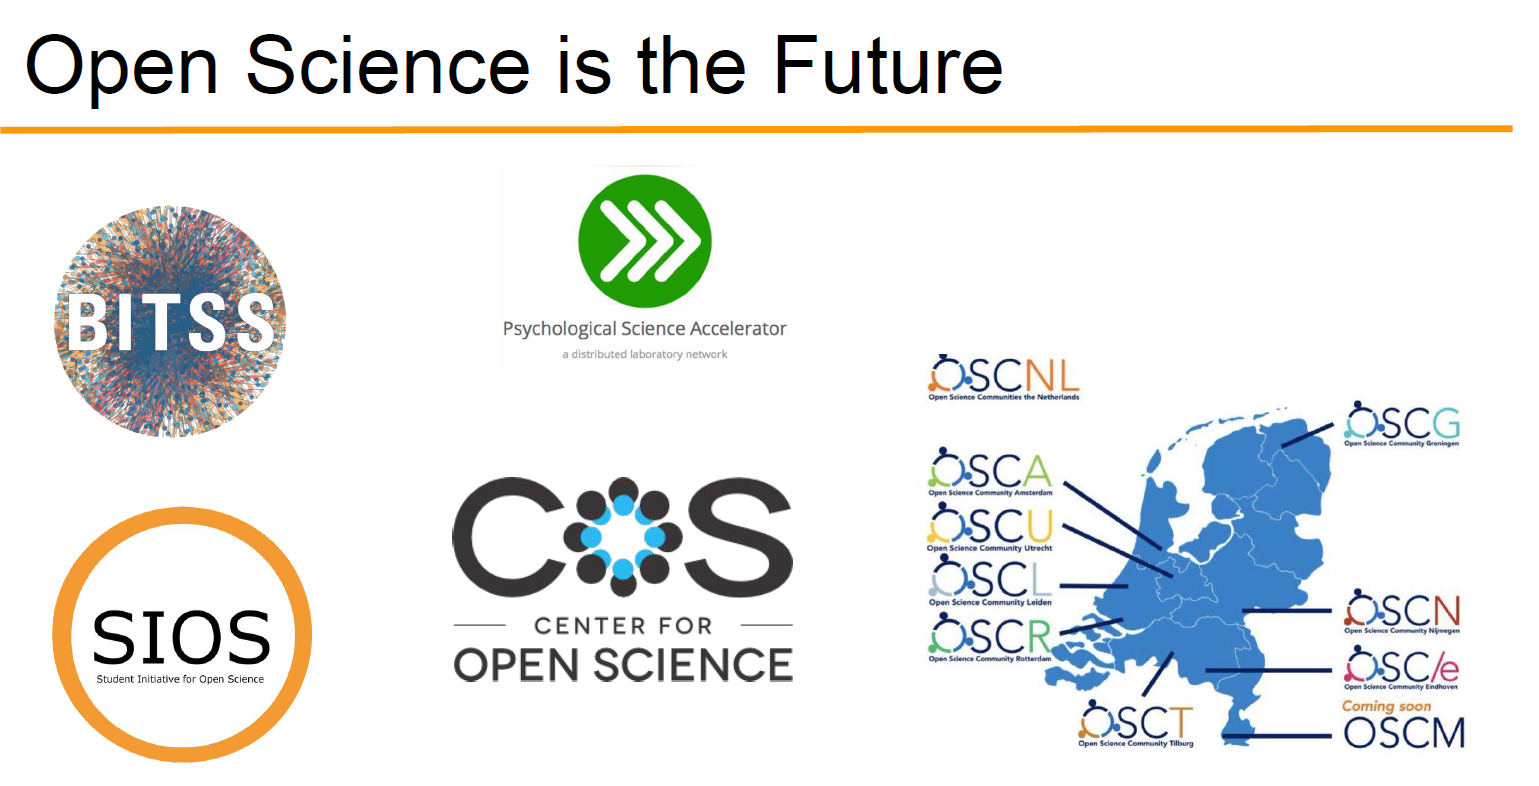 Open Science is the Future
BITSS
Psychological Science Accelerator
a distributed laboratory network
SIOS
Student Initiative for Open Science
COS
CENTER FOR
OPEN SCIENCE
OSCNL
Open Science Communities the Netherlands
OSCG
Open Science Community Groningen
OSCA
Open Science Community Amsterdam
OSCU
Open Science Community Utrecht
OSCL
Open Science Community Leiden
OSCR
Open Science Community Rotterdam
OSCN
Open Science Community Nijmegen
OSC/e
Open Science Community Eindhoven
OSCT
Open Science Community Tilburg
Coming soon
OSCM